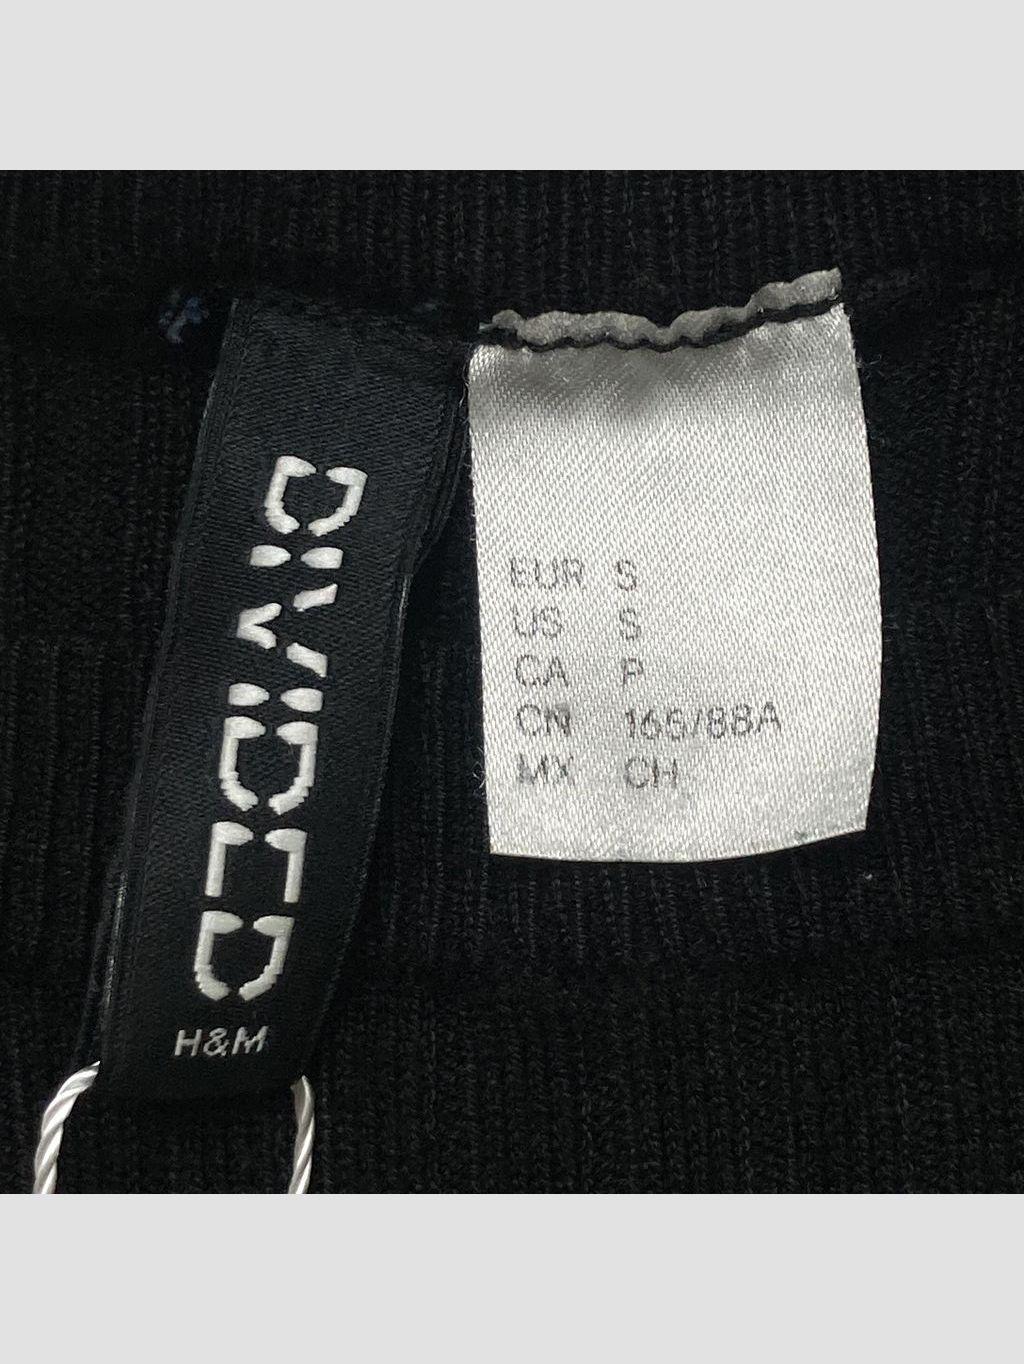 DIVIDED
H&M
EUR S
US S
CA P
CN 165/88A
MX CH